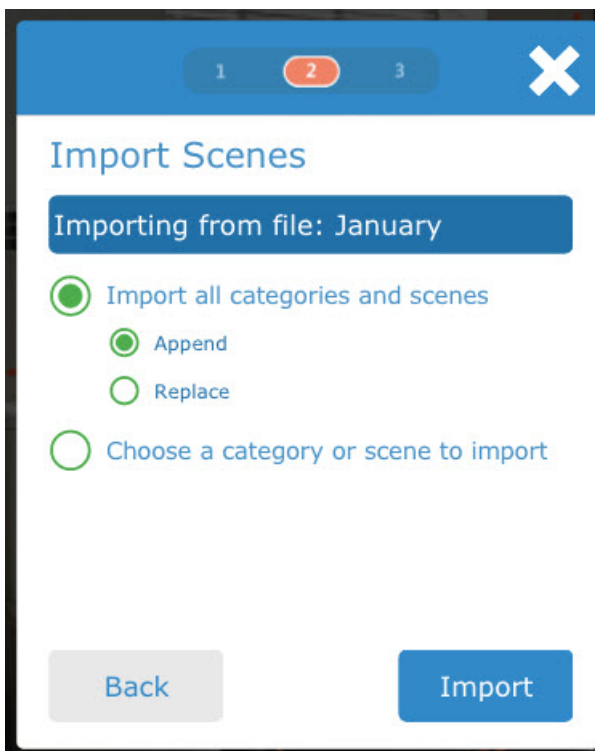 1 2 3
Import Scenes
Importing from file: January
Import all categories and scenes
Append
Replace
Choose a category or scene to import
Back Import